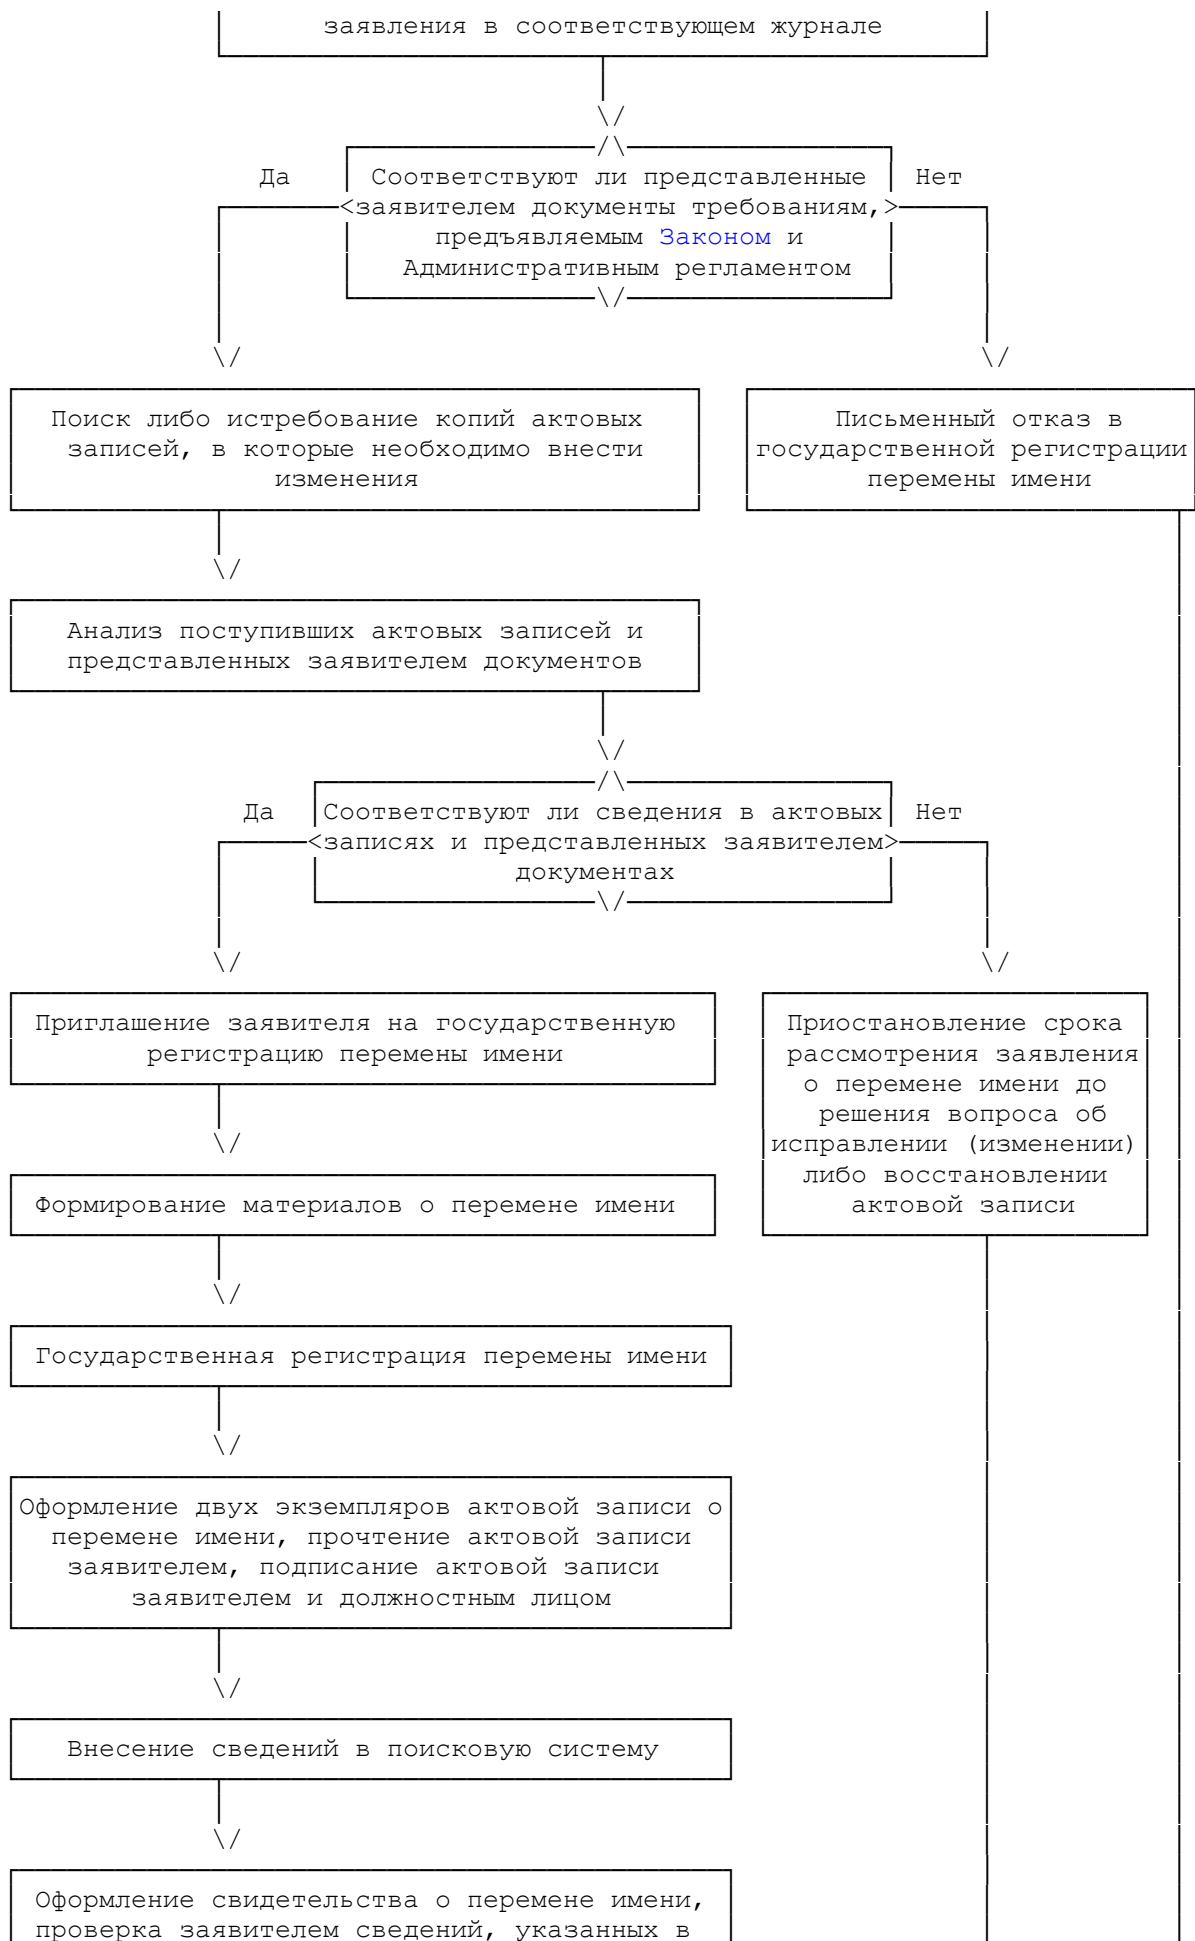 заявления в соответствующем журнале
Да
Соответствуют ли представленные
Нет
заявителем документы требованиям,
предъявляемым Законом и
Административным регламентом
Поиск либо истребование копий актовых
записей, в которые необходимо внести
изменения
Письменный отказ в
государственной регистрации
перемены имени
Анализ поступивших актовых записей и
представленных заявителем документов
Да
Соответствуют ли сведения в актовых
Нет
записях и представленных заявителем
документах
Приглашение заявителя на государственную
регистрацию перемены имени
Приостановление срока
рассмотрения заявления
о перемене имени до
решения вопроса об
исправлении (изменении)
либо восстановлении
актовой записи
Формирование материалов о перемене имени
Государственная регистрация перемены имени
Оформление двух экземпляров актовой записи о
перемене имени, прочтение актовой записи
заявителем, подписание актовой записи
заявителем и должностным лицом
Внесение сведений в поисковую систему
Оформление свидетельства о перемене имени,
проверка заявителем сведений, указанных в